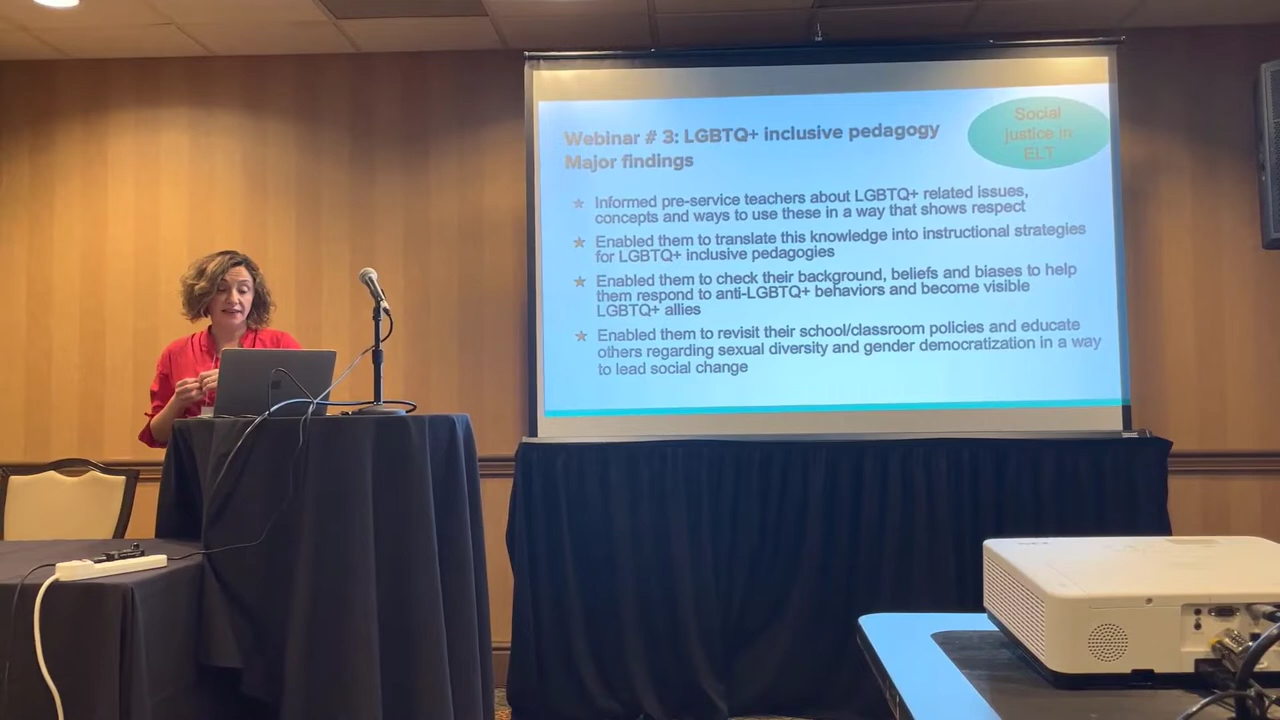 Webinar # 3: LGBTQ+ inclusive pedagogy
Major findings
Social
justice in
ELT
Informed pre-service teachers about LGBTQ+ related issues,
concepts and ways to use these in a way that shows respect
Enabled them to translate this knowledge into instructional strategies
for LGBTQ+ inclusive pedagogies
Enabled them to check their background, beliefs and biases to help
them respond to anti-LGBTQ+ behaviors and become visible
LGBTQ+ allies
Enabled them to revisit their school/classroom policies and educate
others regarding sexual diversity and gender democratization in a way
to lead social change